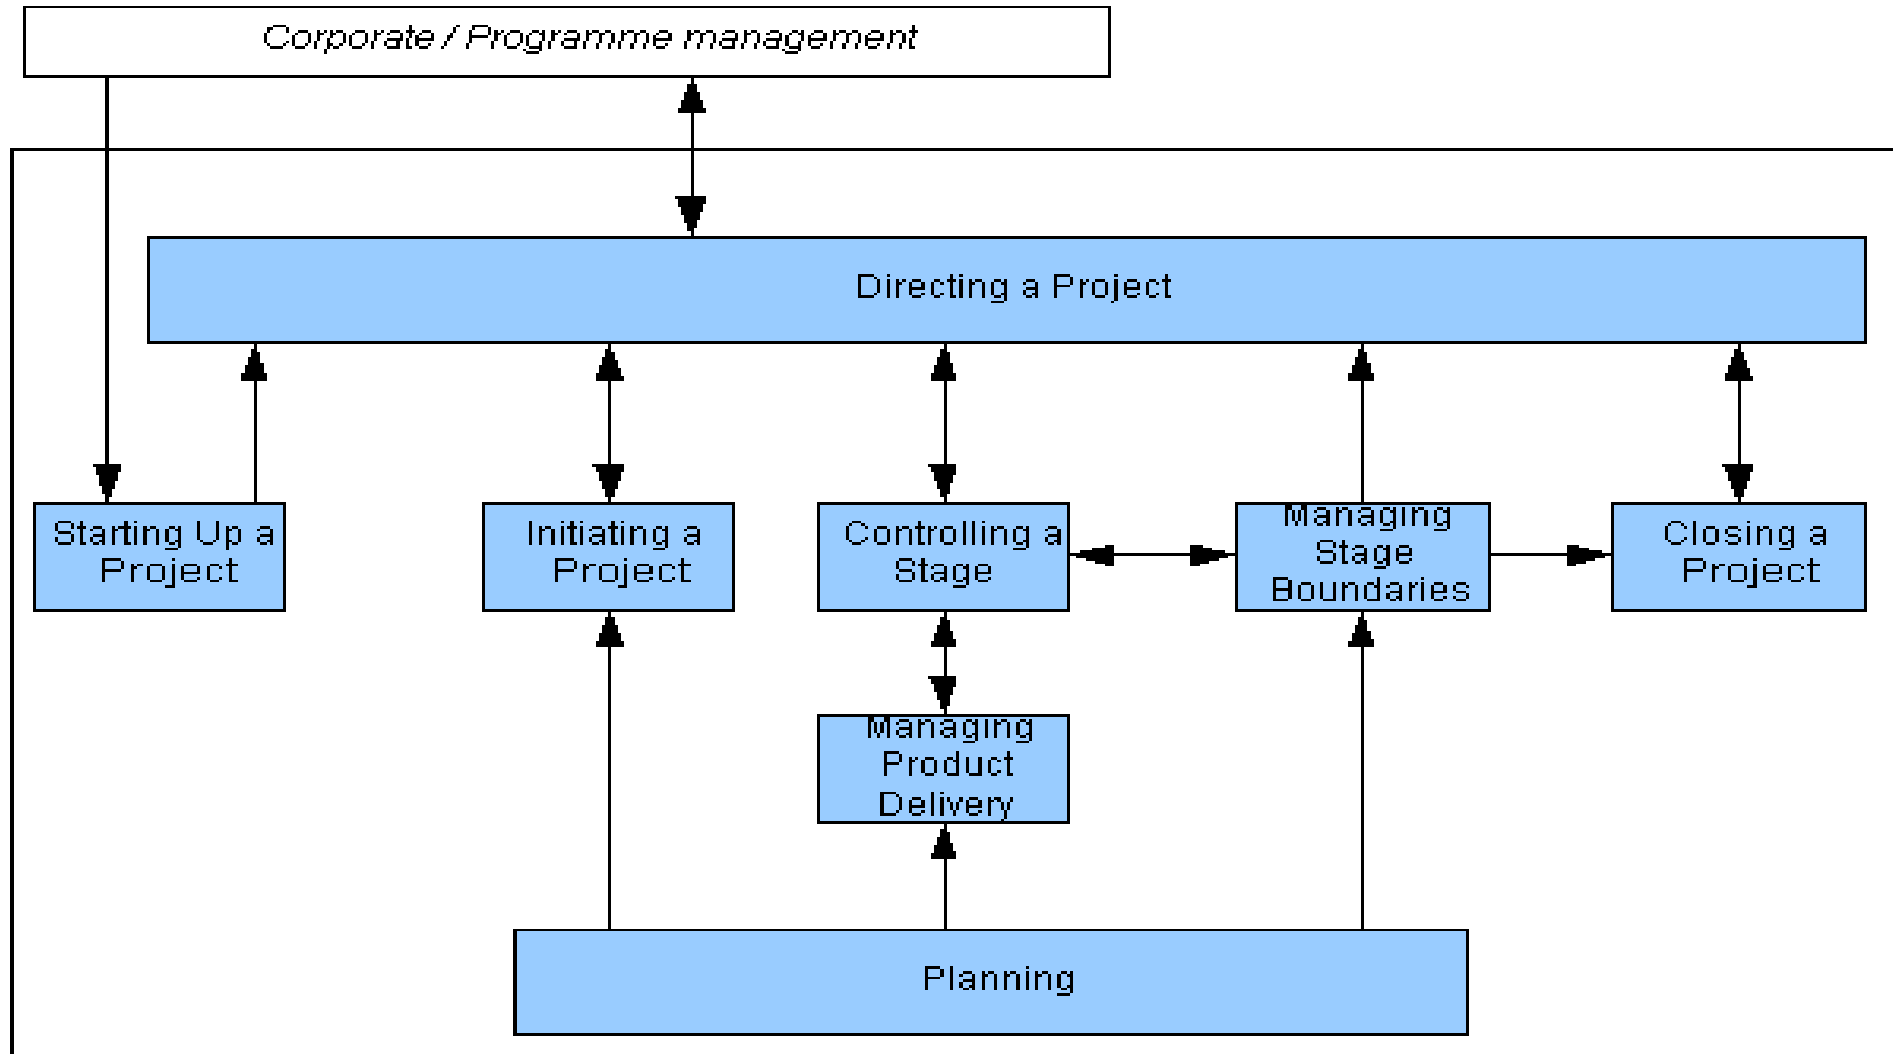 Corporate / Programme management
Directing a Project
Starting Up a
Project
Initiating a
Project
Controlling a
Stage
Managing
Stage
Boundaries
Closing a
Project
Managing
Product
Delivery
Planning